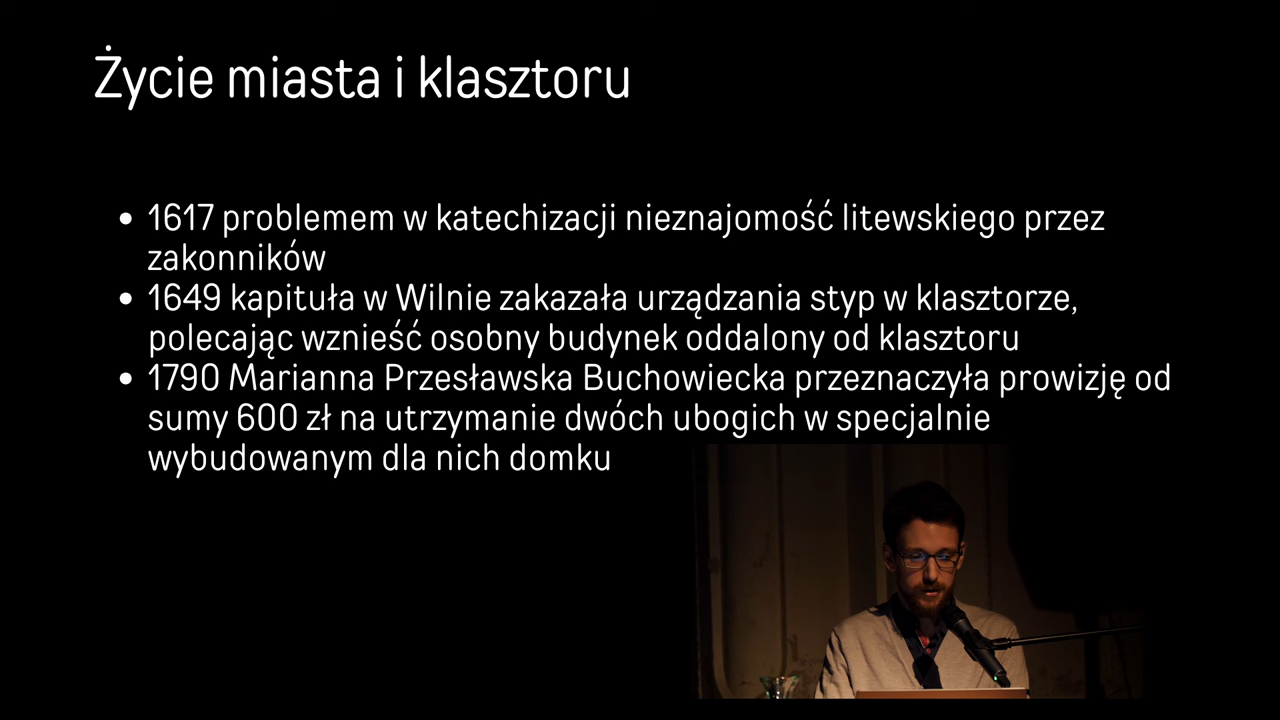 Życie miasta i klasztoru
• 1617 problemem w katechizacji nieznajomość litewskiego przez
zakonników
• 1649 kapituła w Wilnie zakazała urządzania styp w klasztorze,
polecając wznieść osobny budynek oddalony od klasztoru
• 1790 Marianna Przesławska Buchowiecka przeznaczyła prowizję od
sumy 600 zł na utrzymanie dwóch ubogich w specjalnie
wybudowanym dla nich domku